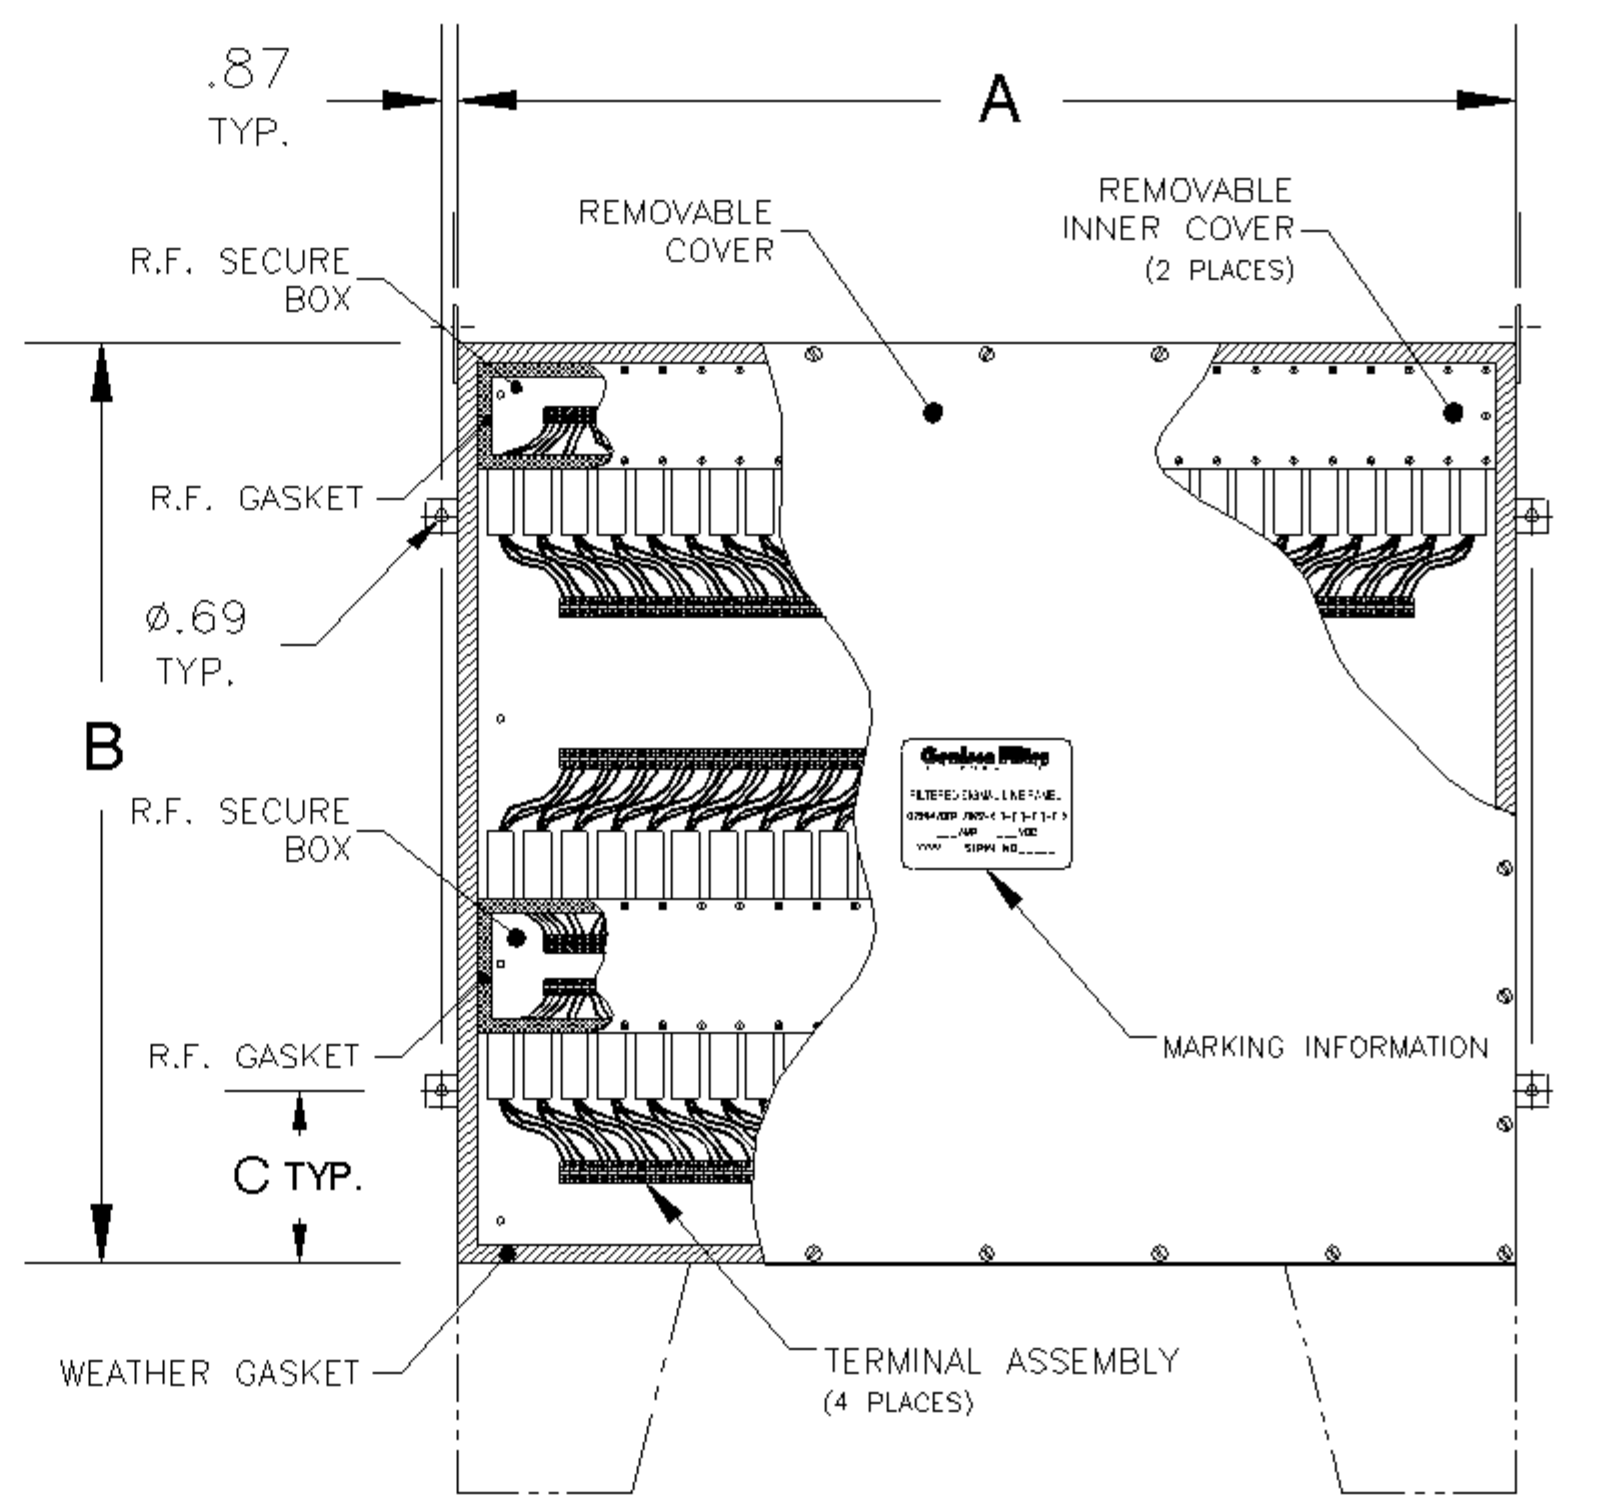 .87
TYP.
A
REMOVABLE
COVER
REMOVABLE
INNER COVER
(2 PLACES)
R.F. SECURE
BOX
R.F. GASKET
Ø.69
TYP.
B
R.F. SECURE
BOX
FILTERED SIGNAL LINE PANEL
MARKING INFORMATION
R.F. GASKET
C TYP.
WEATHER GASKET
TERMINAL ASSEMBLY
(4 PLACES)